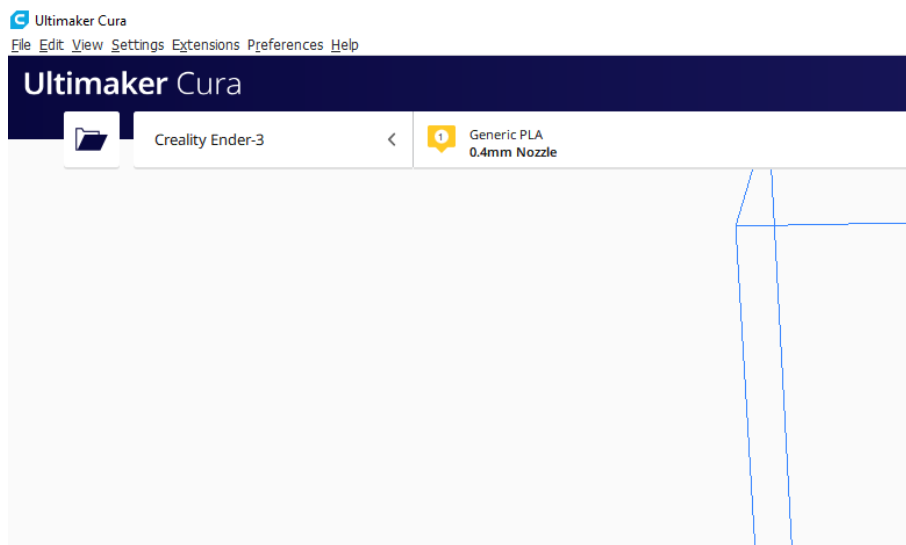 Ultimaker Cura
File Edit View Settings Extensions Preferences Help
Ultimaker Cura
Creality Ender-3
1
Generic PLA
0.4mm Nozzle